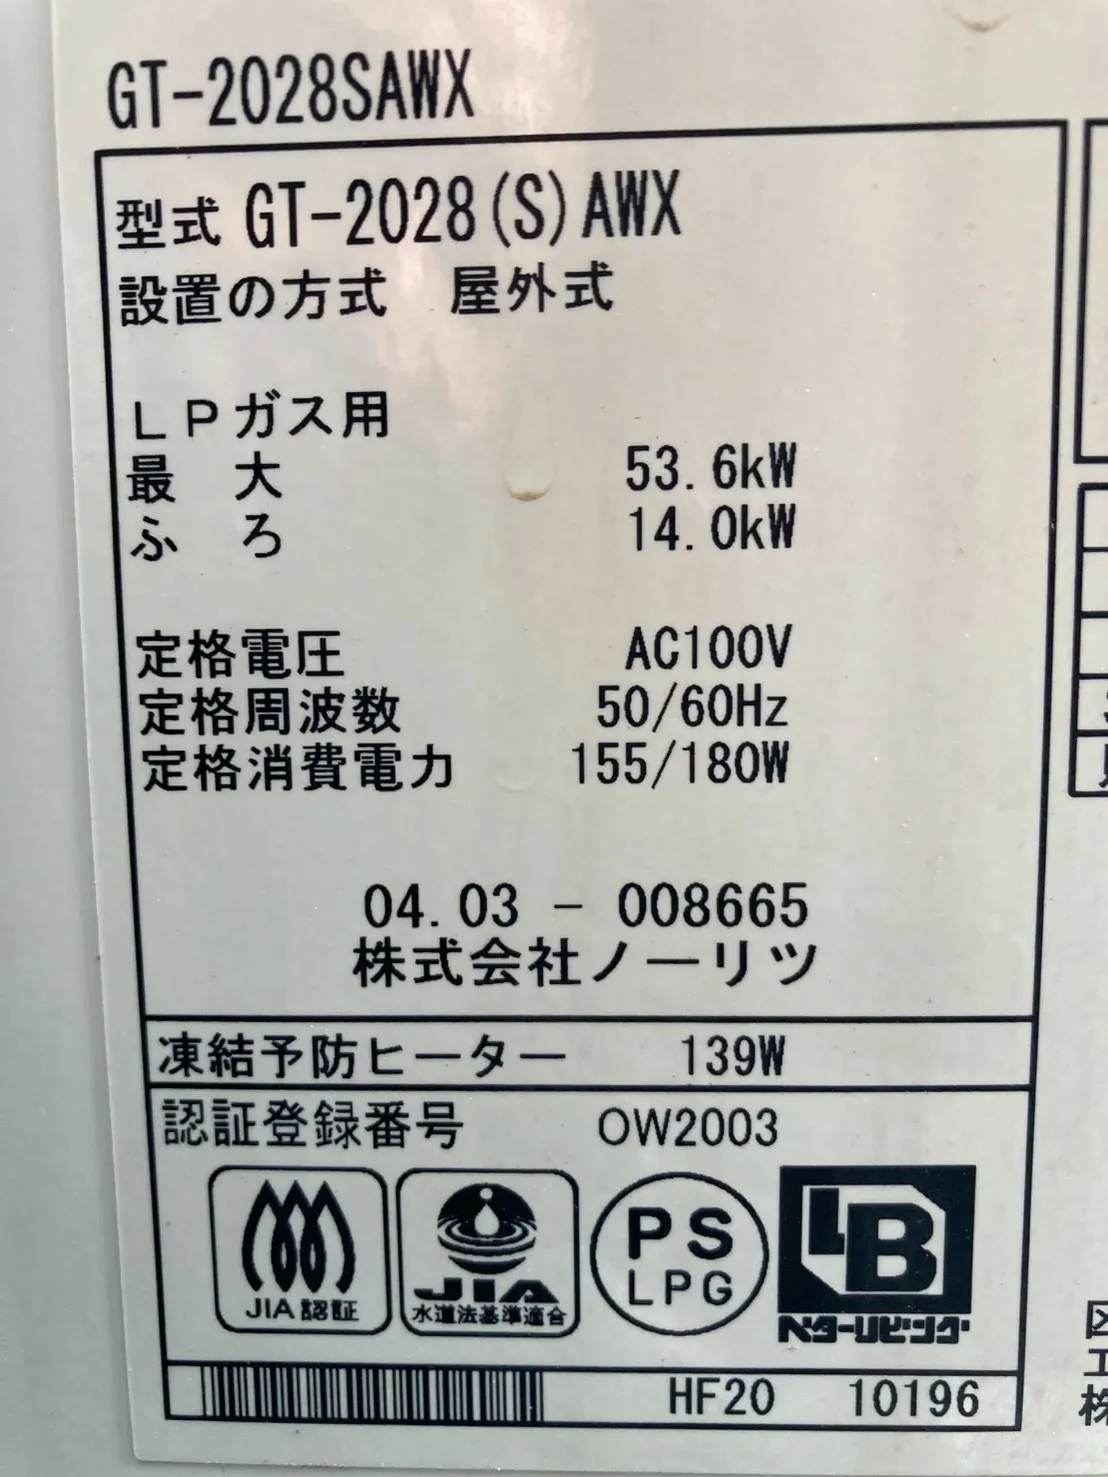 GT-2028SAWX
型式 GT-2028(S)AWX
設置の方式 屋外式
LPガス用
最 大 53.6kW
ふ ろ 14.0kW
定格電圧 AC100V
定格周波数 50/60Hz
定格消費電力 155/180W
04.03 - 008665
株式会社ノーリツ
凍結予防ヒーター 139W
認証登録番号 OW2003
JIA認証
JIA
水道法基準適合
PS
LPG
LB
ベターリビング
HF20 10196
区
工
株